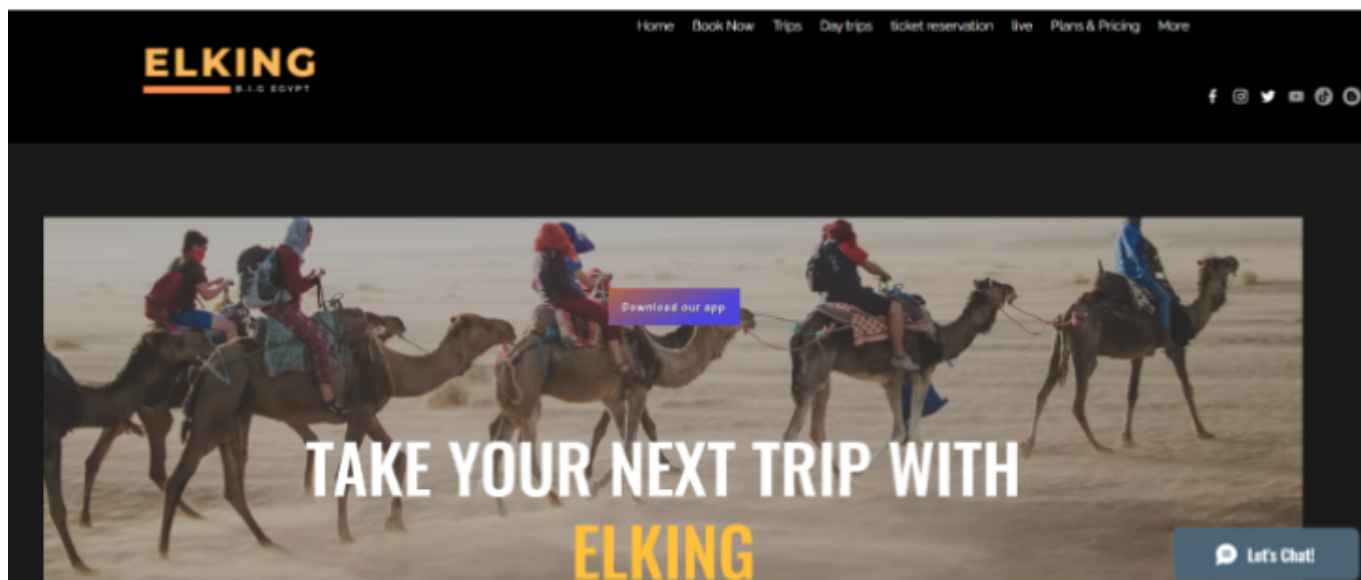 Home Book Now Trips Day trips ticket reservation live Plans & Pricing More
ELKING
B.I.G EGYPT
Download our app
TAKE YOUR NEXT TRIP WITH
ELKING
Let's Chat!